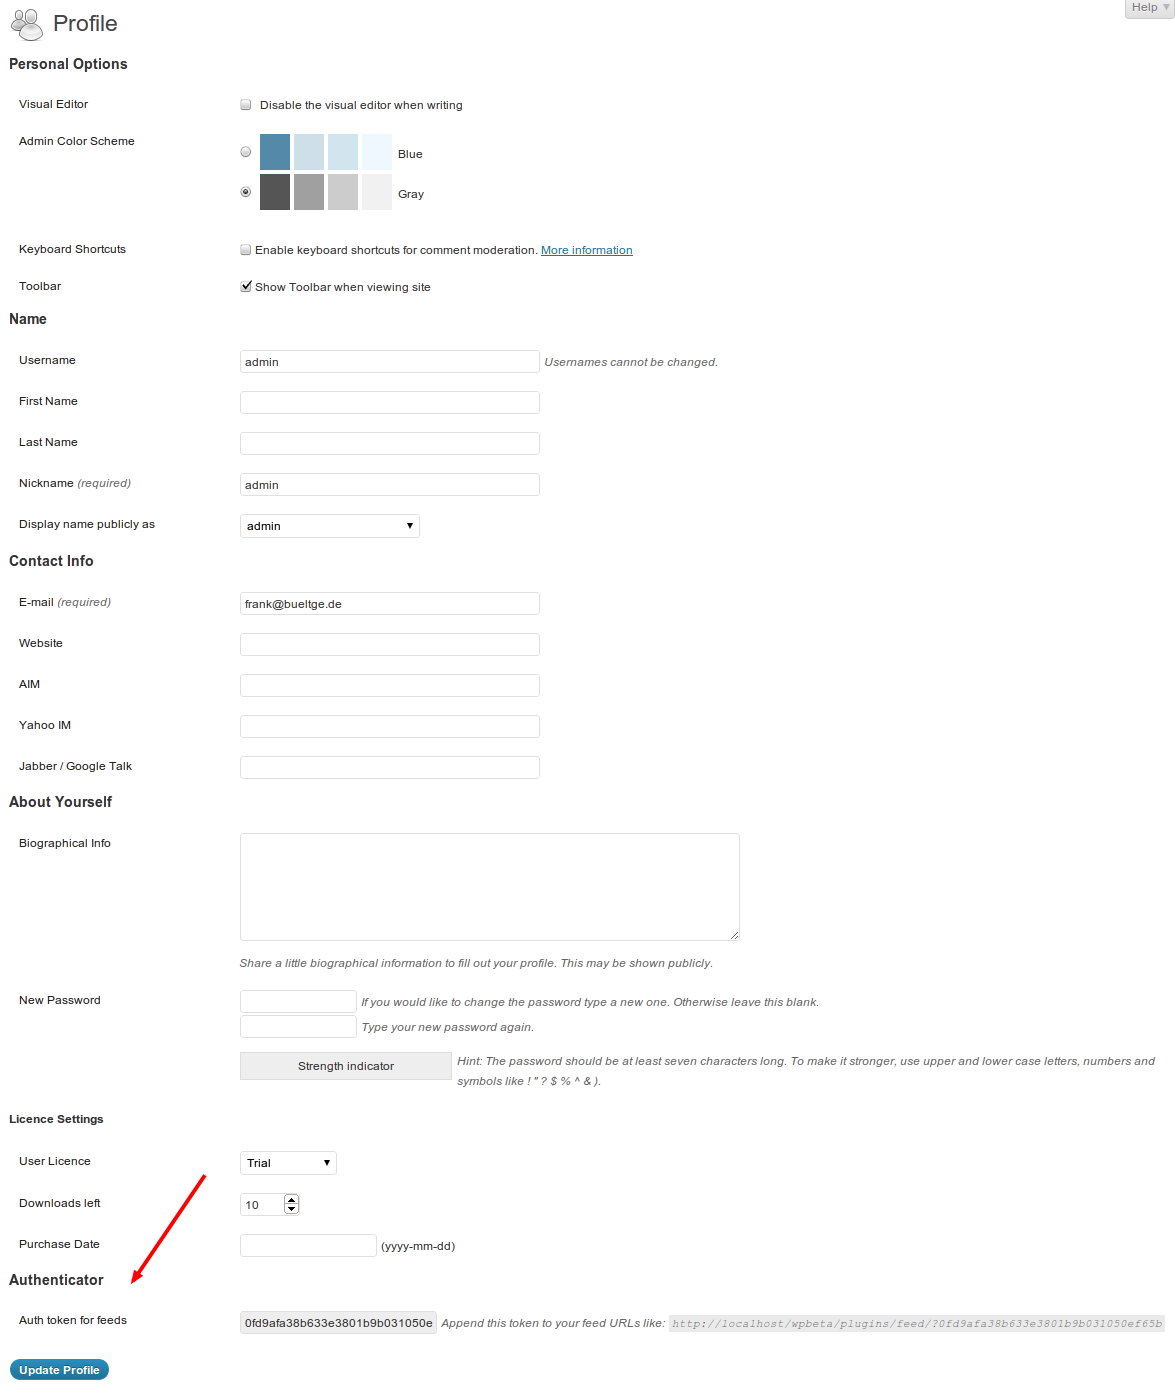 Help
Profile
Personal Options
Visual Editor Disable the visual editor when writing
Admin Color Scheme
Blue
Gray
Keyboard Shortcuts Enable keyboard shortcuts for comment moderation. More information
Toolbar Show Toolbar when viewing site
Name
Username admin Usernames cannot be changed.
First Name
Last Name
Nickname (required) admin
Display name publicly as admin
Contact Info
E-mail (required) frank@bueltge.de
Website
AIM
Yahoo IM
Jabber / Google Talk
About Yourself
Biographical Info
Share a little biographical information to fill out your profile. This may be shown publicly.
New Password If you would like to change the password type a new one. Otherwise leave this blank.
Type your new password again.
Strength indicator Hint: The password should be at least seven characters long. To make it stronger, use upper and lower case letters, numbers and
symbols like ! " ? $ % ^ & ).
Licence Settings
User Licence Trial
Downloads left 10
Purchase Date (yyyy-mm-dd)
Authenticator
Auth token for feeds 0fd9afa38b633e3801b9b031050e Append this token to your feed URLs like: http://localhost/wpbeta/plugins/feed/?0fd9afa38b633e3801b9b031050ef65b
Update Profile